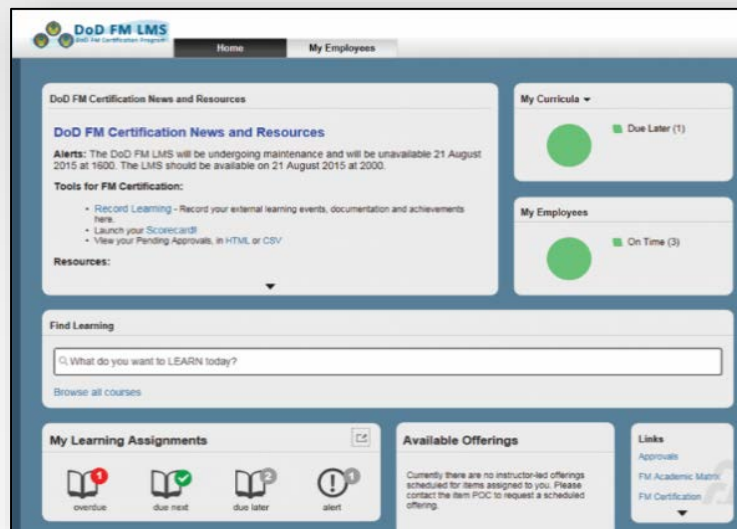 DoD FM LMS
DoD FM Certification Program
Home
My Employees
DoD FM Certification News and Resources
DoD FM Certification News and Resources
Alerts: The DoD FM LMS will be undergoing maintenance and will be unavailable 21 August
2015 at 1600. The LMS should be available on 21 August 2015 at 2000.
Tools for FM Certification:
• Record Learning - Record your external learning events, documentation and achievements
here.
• Launch your Scorecard!
• View your Pending Approvals, in HTML or CSV
Resources:
My Curricula
Due Later (1)
My Employees
On Time (3)
Find Learning
What do you want to LEARN today?
Browse all courses
My Learning Assignments
1
2
1
overdue
due next
due later
alert
Available Offerings
Currently there are no instructor-led offerings
scheduled for items assigned to you. Please
contact the item POC to request a scheduled
offering.
Links
Approvals
FM Academic Matrix
FM Certification